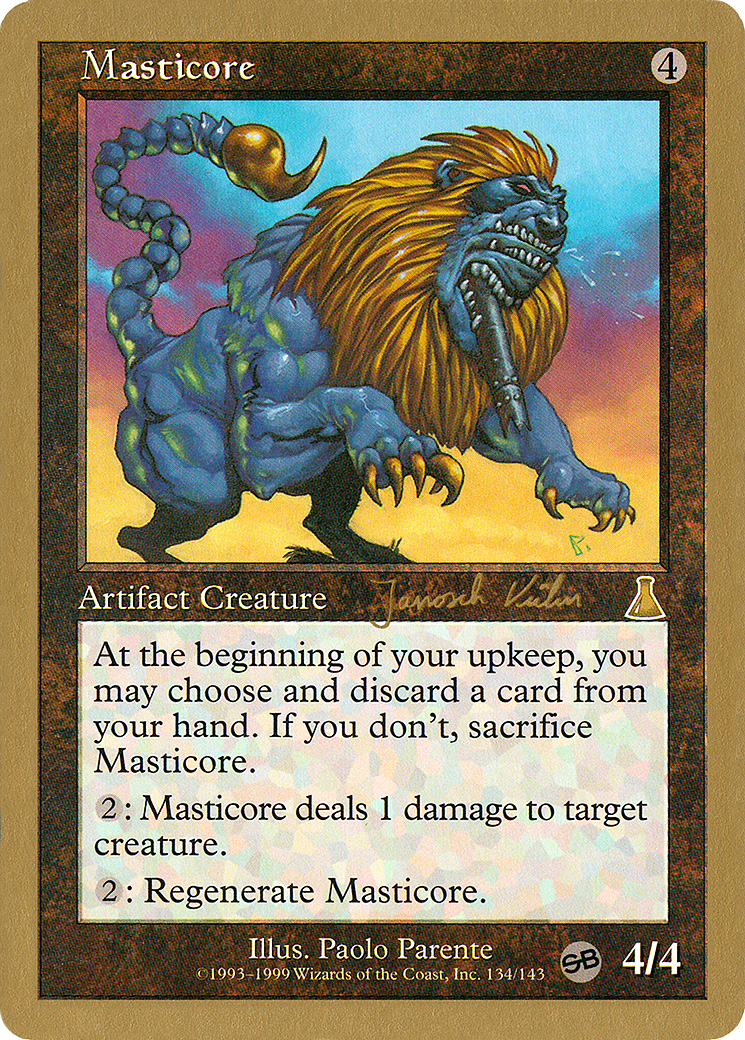 Masticore 4
P.
Artifact Creature Janosch Kühn
At the beginning of your upkeep, you
may choose and discard a card from
your hand. If you don't, sacrifice
Masticore.
2: Masticore deals 1 damage to target
creature.
2: Regenerate Masticore.
Illus. Paolo Parente
©1993–1999 Wizards of the Coast, Inc. 134/143
SB 4/4